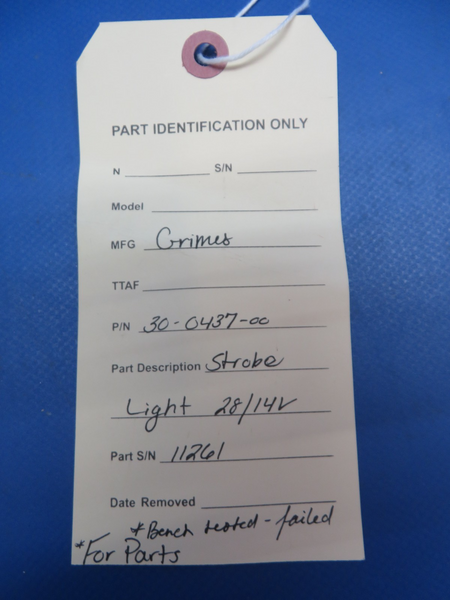 PART IDENTIFICATION ONLY
N S/N
Model
MFG Grimes
TTAF
P/N 30-0437-00
Part Description Strobe
Light 28/14V
Part S/N 11261
Date Removed
*Bench tested - failed
*For Parts